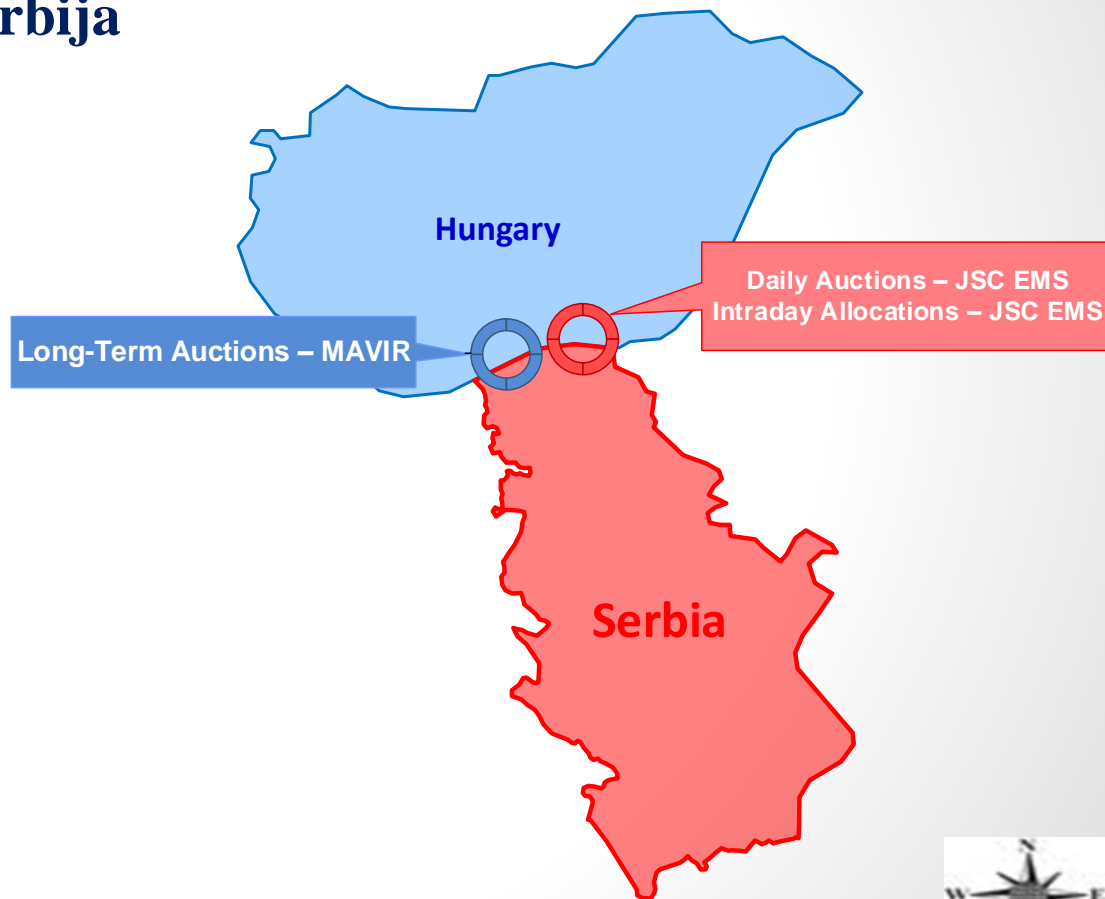 rbija
Hungary
Daily Auctions – JSC EMS
Intraday Allocations – JSC EMS
Long-Term Auctions – MAVIR
Serbia
N
W E